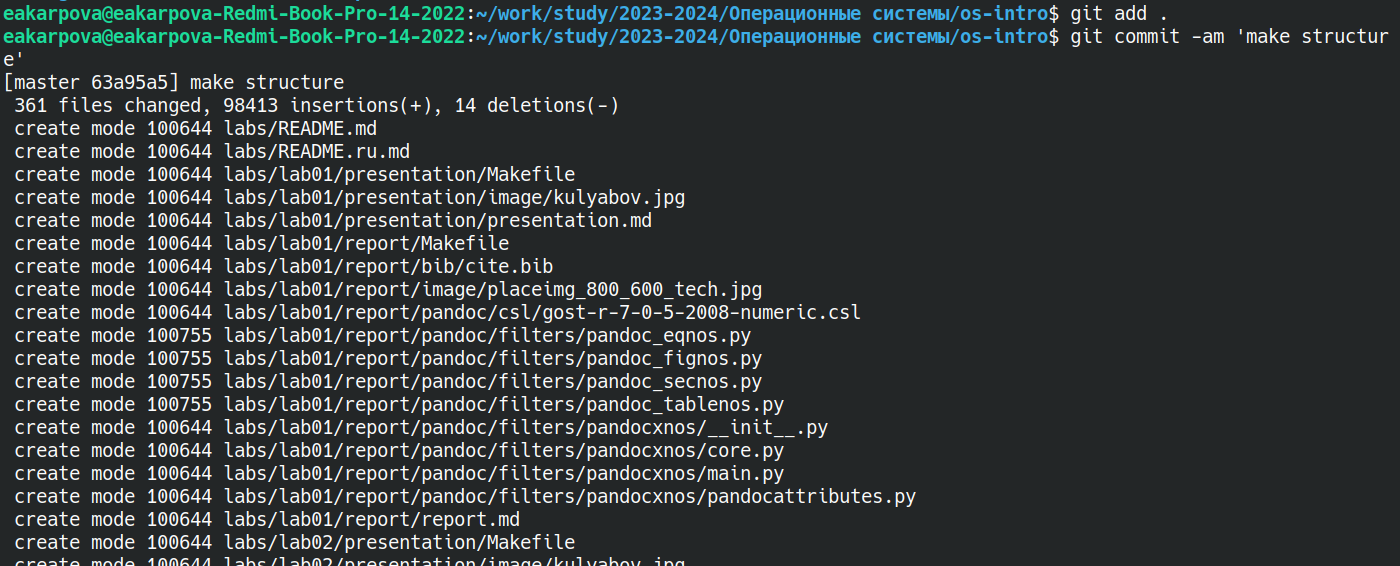 eakarpova@eakarpova-Redmi-Book-Pro-14-2022:~/work/study/2023-2024/Операционные системы/os-intro$ git add .
eakarpova@eakarpova-Redmi-Book-Pro-14-2022:~/work/study/2023-2024/Операционные системы/os-intro$ git commit -am 'make structur
e'
[master 63a95a5] make structure
 361 files changed, 98413 insertions(+), 14 deletions(-)
 create mode 100644 labs/README.md
 create mode 100644 labs/README.ru.md
 create mode 100644 labs/lab01/presentation/Makefile
 create mode 100644 labs/lab01/presentation/image/kulyabov.jpg
 create mode 100644 labs/lab01/presentation/presentation.md
 create mode 100644 labs/lab01/report/Makefile
 create mode 100644 labs/lab01/report/bib/cite.bib
 create mode 100644 labs/lab01/report/image/placeimg_800_600_tech.jpg
 create mode 100644 labs/lab01/report/pandoc/csl/gost-r-7-0-5-2008-numeric.csl
 create mode 100755 labs/lab01/report/pandoc/filters/pandoc_eqnos.py
 create mode 100755 labs/lab01/report/pandoc/filters/pandoc_fignos.py
 create mode 100755 labs/lab01/report/pandoc/filters/pandoc_secnos.py
 create mode 100755 labs/lab01/report/pandoc/filters/pandoc_tablenos.py
 create mode 100644 labs/lab01/report/pandoc/filters/pandocxnos/__init__.py
 create mode 100644 labs/lab01/report/pandoc/filters/pandocxnos/core.py
 create mode 100644 labs/lab01/report/pandoc/filters/pandocxnos/main.py
 create mode 100644 labs/lab01/report/pandoc/filters/pandocxnos/pandocattributes.py
 create mode 100644 labs/lab01/report/report.md
 create mode 100644 labs/lab02/presentation/Makefile
 create mode 100644 labs/lab02/presentation/image/kulyabov.jpg